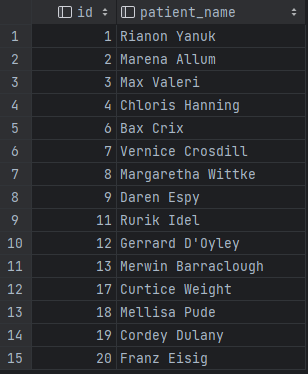 id patient_name
1 1 Rianon Yanuk
2 2 Marena Allum
3 3 Max Valeri
4 4 Chloris Hanning
5 6 Bax Crix
6 7 Vernice Crosdill
7 8 Margaretha Wittke
8 9 Daren Espy
9 11 Rurik Idel
10 12 Gerrard D'Oyley
11 13 Merwin Barraclough
12 17 Curtice Weight
13 18 Mellisa Pude
14 19 Cordey Dulany
15 20 Franz Eisig